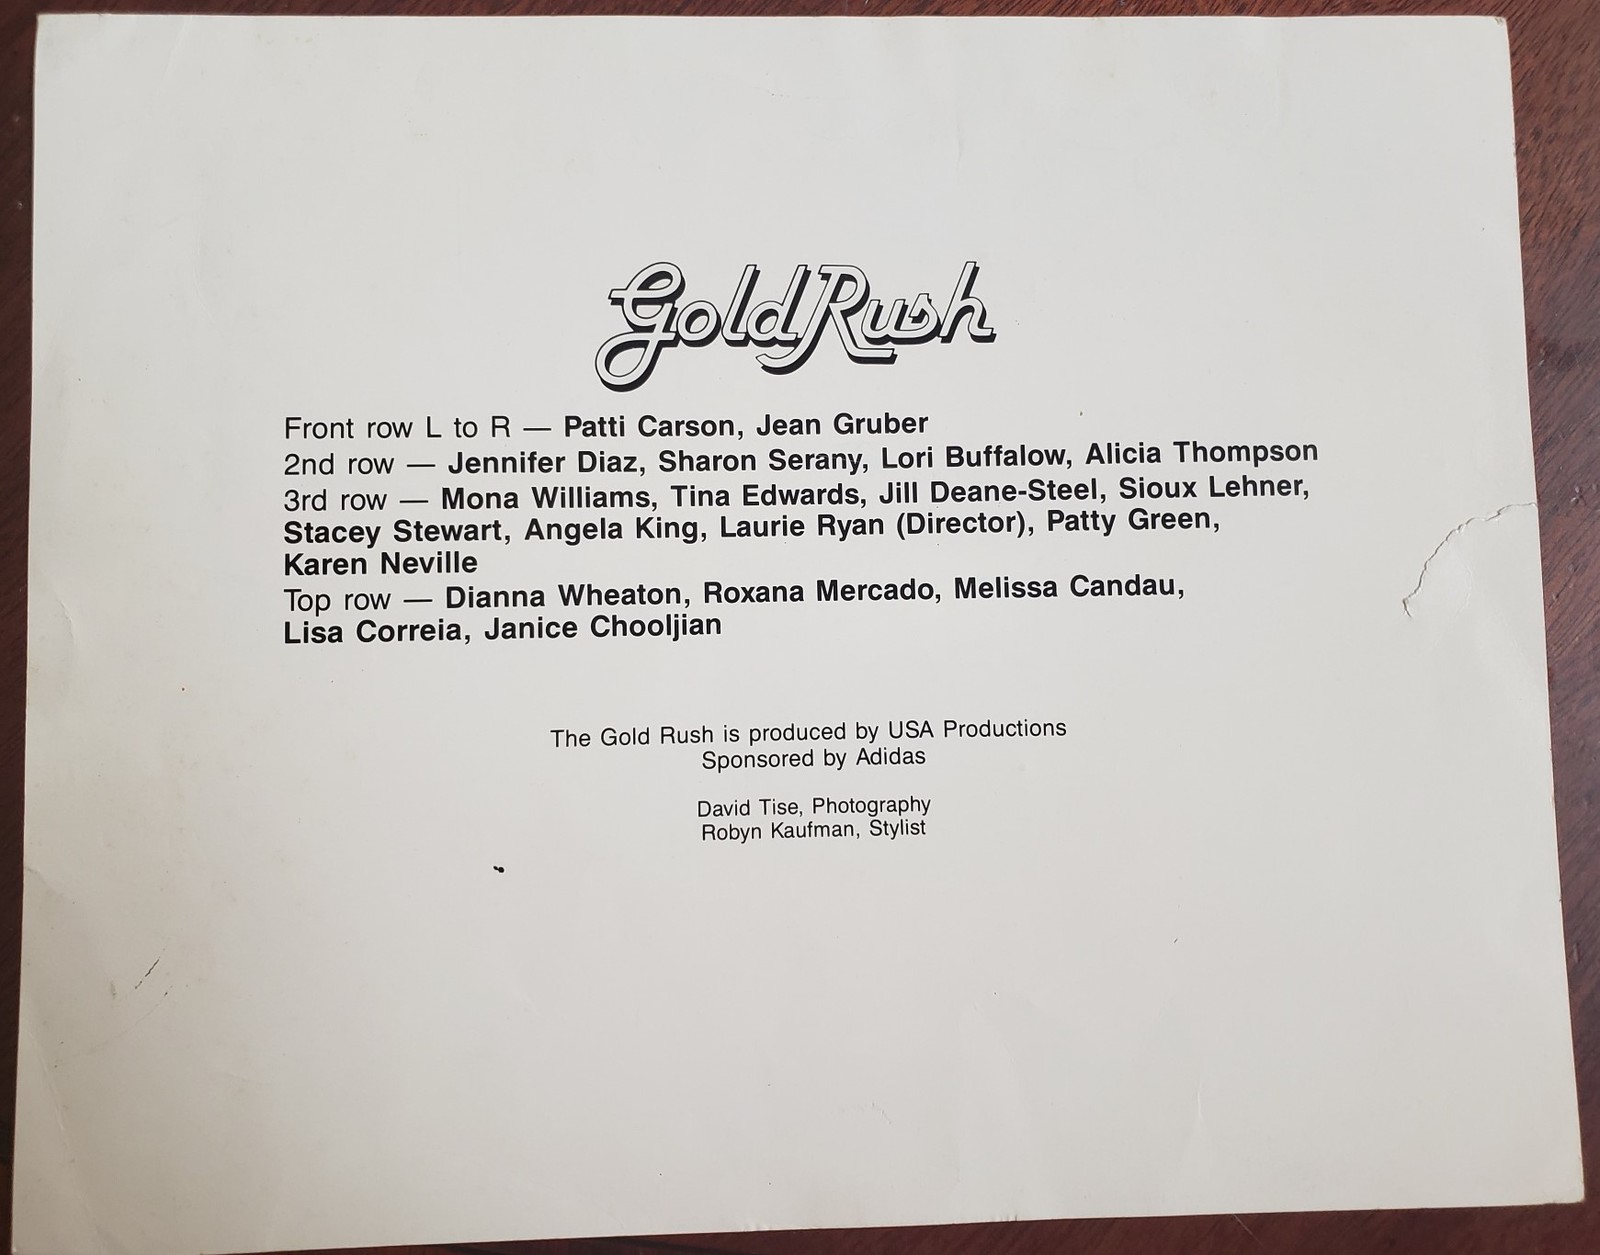 Gold Rush
Front row L to R — Patti Carson, Jean Gruber
2nd row — Jennifer Diaz, Sharon Serany, Lori Buffalow, Alicia Thompson
3rd row — Mona Williams, Tina Edwards, Jill Deane-Steel, Sioux Lehner,
Stacey Stewart, Angela King, Laurie Ryan (Director), Patty Green,
Karen Neville
Top row — Dianna Wheaton, Roxana Mercado, Melissa Candau,
Lisa Correia, Janice Chooljian
The Gold Rush is produced by USA Productions
Sponsored by Adidas
David Tise, Photography
Robyn Kaufman, Stylist